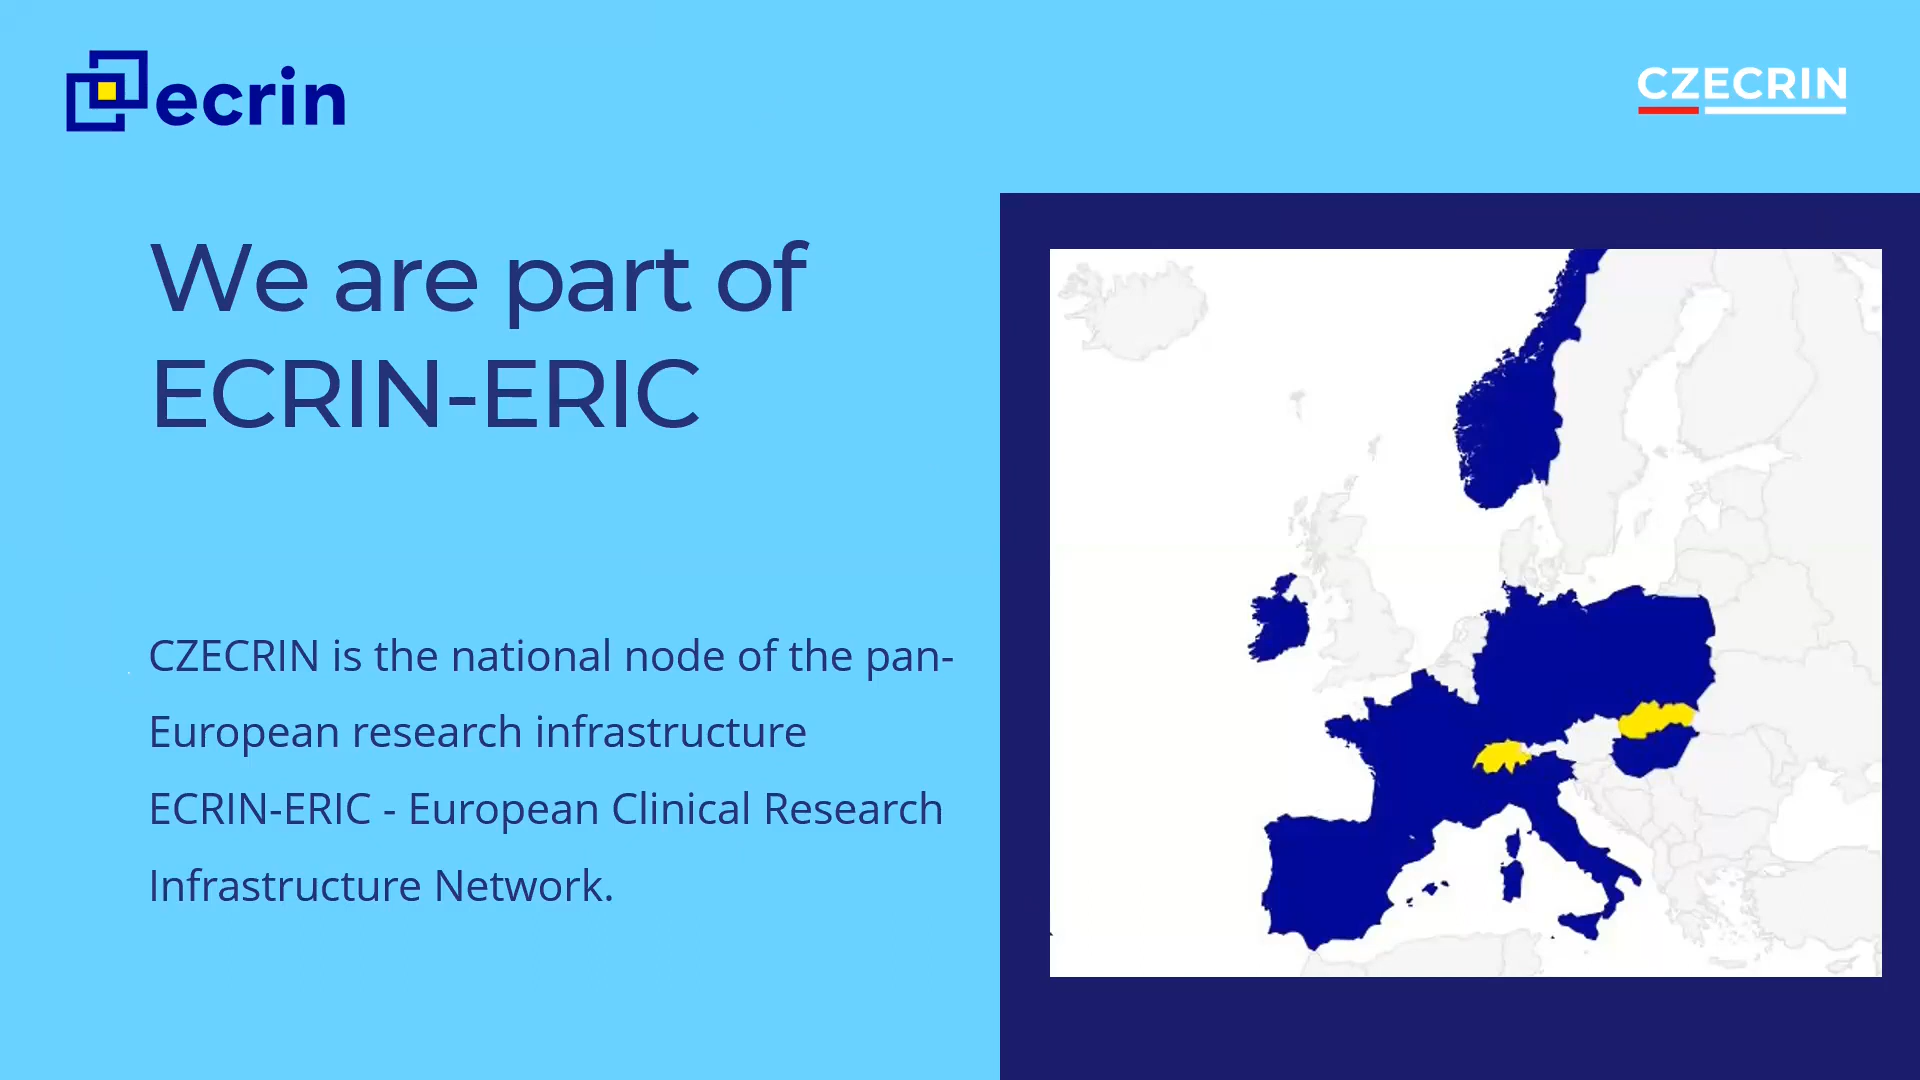 ecrin
CZECRIN
We are part of
ECRIN-ERIC
CZECRIN is the national node of the pan-
European research infrastructure
ECRIN-ERIC - European Clinical Research
Infrastructure Network.